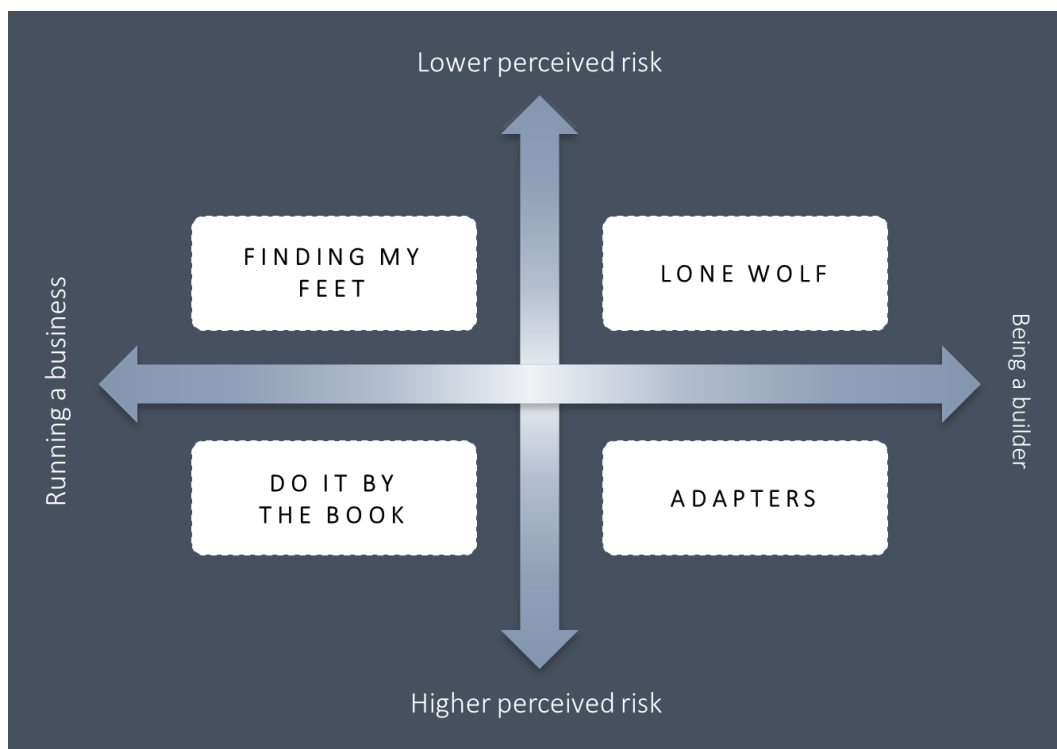 Lower perceived risk
FINDING MY
FEET
LONE WOLF
Running a business
Being a builder
DO IT BY
THE BOOK
ADAPTERS
Higher perceived risk